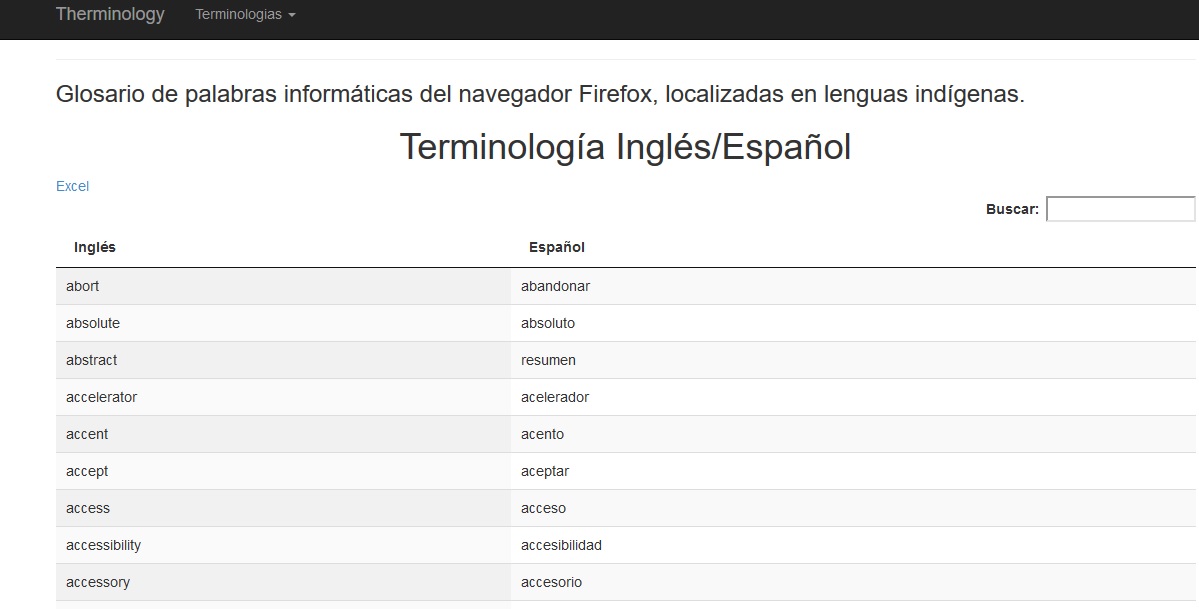 Therminology Terminologias
Glosario de palabras informáticas del navegador Firefox, localizadas en lenguas indígenas.
Terminología Inglés/Español
Excel
Buscar:
Inglés Español
abort abandonar
absolute absoluto
abstract resumen
accelerator acelerador
accent acento
accept aceptar
access acceso
accessibility accesibilidad
accessory accesorio